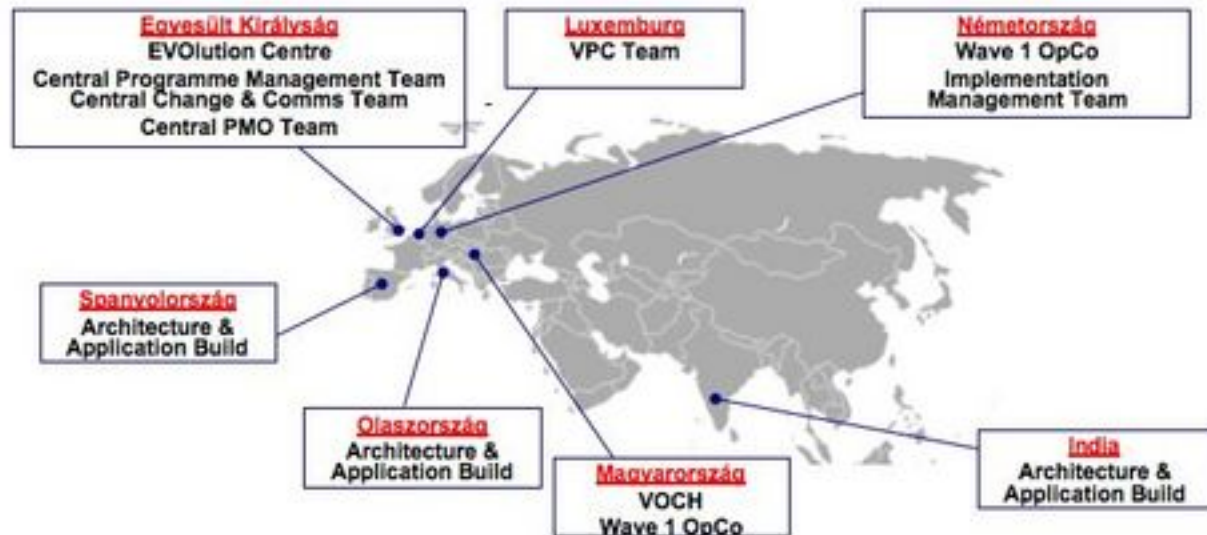 Egyesült Királyság
EVOlution Centre
Central Programme Management Team
Central Change & Comms Team
Central PMO Team
Luxemburg
VPC Team
Németország
Wave 1 OpCo
Implementation
Management Team
Spanyolország
Architecture &
Application Build
Olaszország
Architecture &
Application Build
Magyarország
VOCH
Wave 1 OpCo
India
Architecture &
Application Build